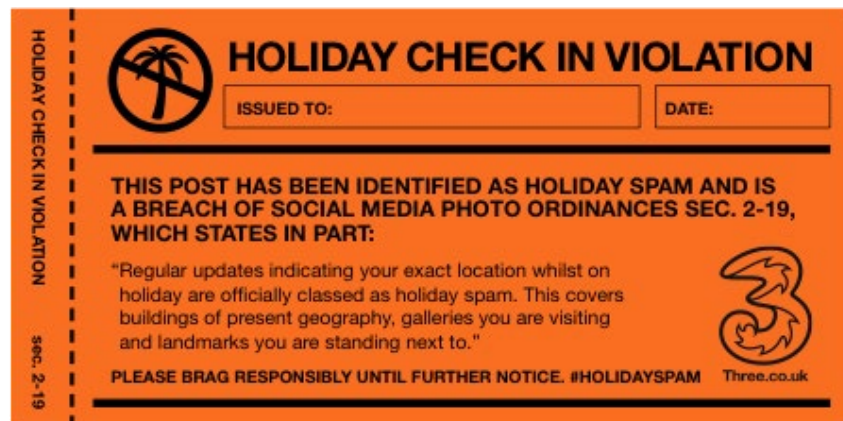 HOLIDAY CHECK IN VIOLATION sec. 2-19
HOLIDAY CHECK IN VIOLATION
ISSUED TO: DATE:
THIS POST HAS BEEN IDENTIFIED AS HOLIDAY SPAM AND IS
A BREACH OF SOCIAL MEDIA PHOTO ORDINANCES SEC. 2-19,
WHICH STATES IN PART:
“Regular updates indicating your exact location whilst on
holiday are officially classed as holiday spam. This covers
buildings of present geography, galleries you are visiting
and landmarks you are standing next to.”
PLEASE BRAG RESPONSIBLY UNTIL FURTHER NOTICE. #HOLIDAYSPAM
3
Three.co.uk